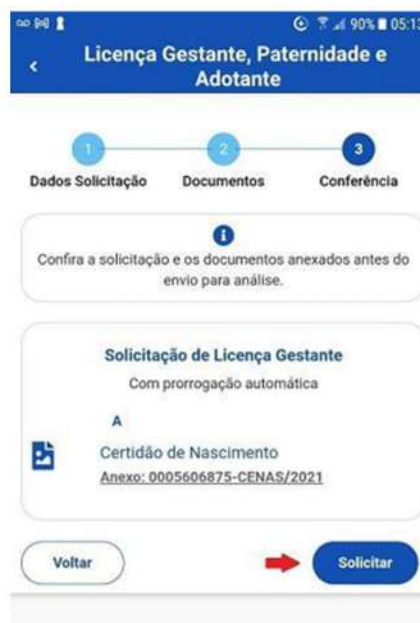 90% 05:13
Licença Gestante, Paternidade e
Adotante
1 2 3
Dados Solicitação Documentos Conferência
Confira a solicitação e os documentos anexados antes do
envio para análise.
Solicitação de Licença Gestante
Com prorrogação automática
A
Certidão de Nascimento
Anexo: 0005606875-CENAS/2021
Voltar Solicitar